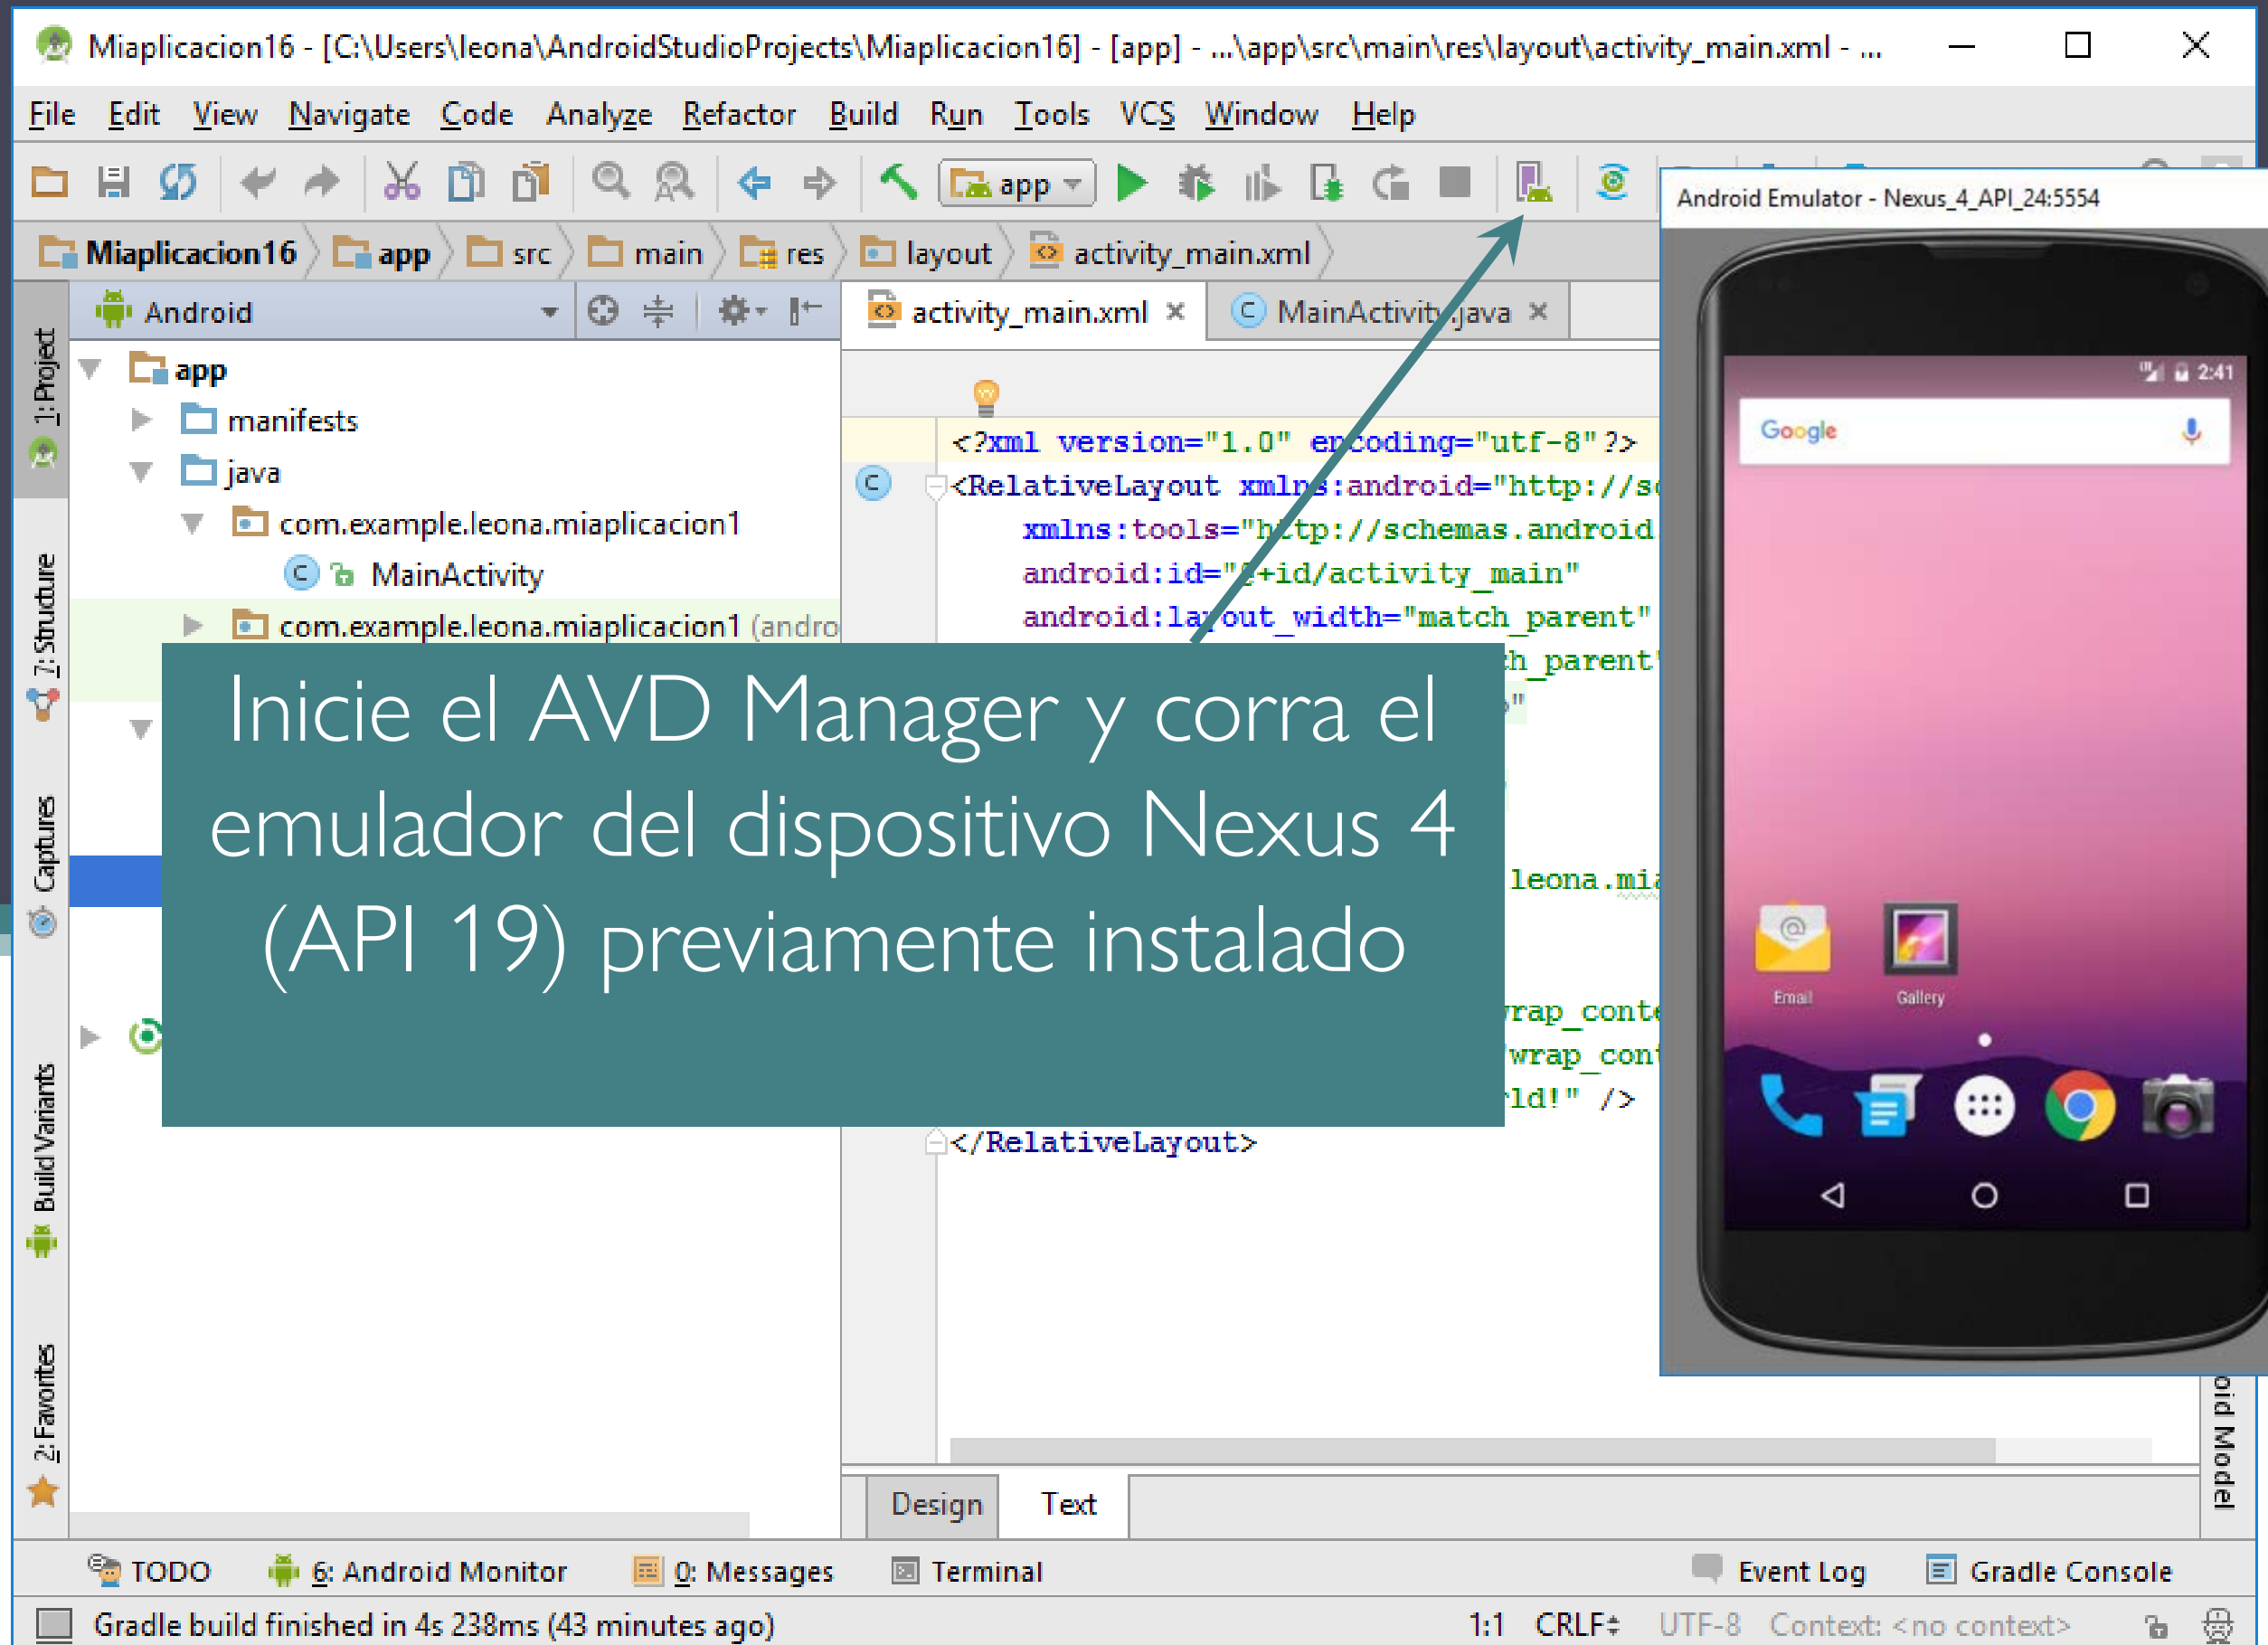 Miaplicacion16 - [C:\Users\leona\AndroidStudioProjects\Miaplicacion16] - [app] - ...\app\src\main\res\layout\activity_main.xml - ...
File Edit View Navigate Code Analyze Refactor Build Run Tools VCS Window Help
app
Android Emulator - Nexus_4_API_24:5554
Miaplicacion16 app src main res layout activity_main.xml
Android
activity_main.xml MainActivity.java
1: Project
7: Structure
Captures
Build Variants
2: Favorites
app
manifests
java
com.example.leona.miaplicacion1
MainActivity
com.example.leona.miaplicacion1 (andro
<?xml version="1.0" encoding="utf-8"?>
<RelativeLayout xmlns:android="http://s
xmlns:tools="http://schemas.android
android:id="@+id/activity_main"
android:layout_width="match_parent"
h_parent"
"
leona.mia
rap_conte
wrap_con
ld!" />
</RelativeLayout>
Inicie el AVD Manager y corra el
emulador del dispositivo Nexus 4
(API 19) previamente instalado
2:41
Google
Email Gallery
oid Model
Design Text
TODO 6: Android Monitor 0: Messages Terminal Event Log Gradle Console
Gradle build finished in 4s 238ms (43 minutes ago) 1:1 CRLF UTF-8 Context: <no context>